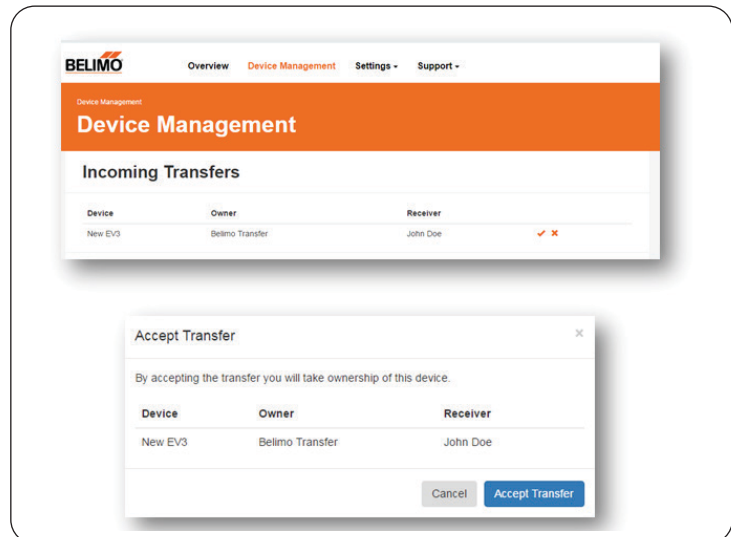 BELIMO Overview Device Management Settings Support
Device Management
Device Management
Incoming Transfers
Device Owner Receiver
New EV3 Belimo Transfer John Doe
Accept Transfer ×
By accepting the transfer you will take ownership of this device.
Device Owner Receiver
New EV3 Belimo Transfer John Doe
Cancel Accept Transfer